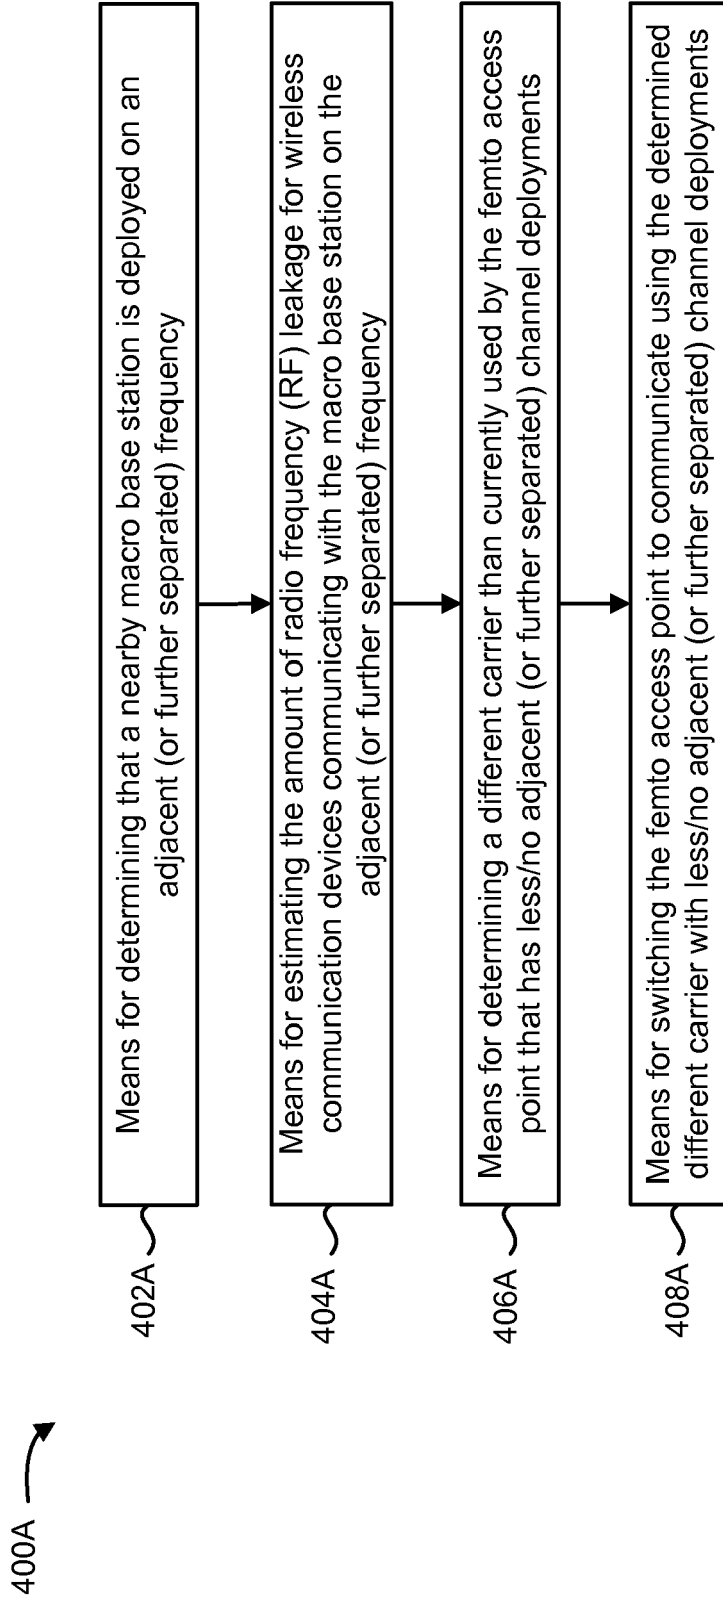 400A
402A
Means for determining that a nearby macro base station is deployed on an
adjacent (or further separated) frequency
404A
Means for estimating the amount of radio frequency (RF) leakage for wireless
communication devices communicating with the macro base station on the
adjacent (or further separated) frequency
406A
Means for determining a different carrier than currently used by the femto access
point that has less/no adjacent (or further separated) channel deployments
408A
Means for switching the femto access point to communicate using the determined
different carrier with less/no adjacent (or further separated) channel deployments